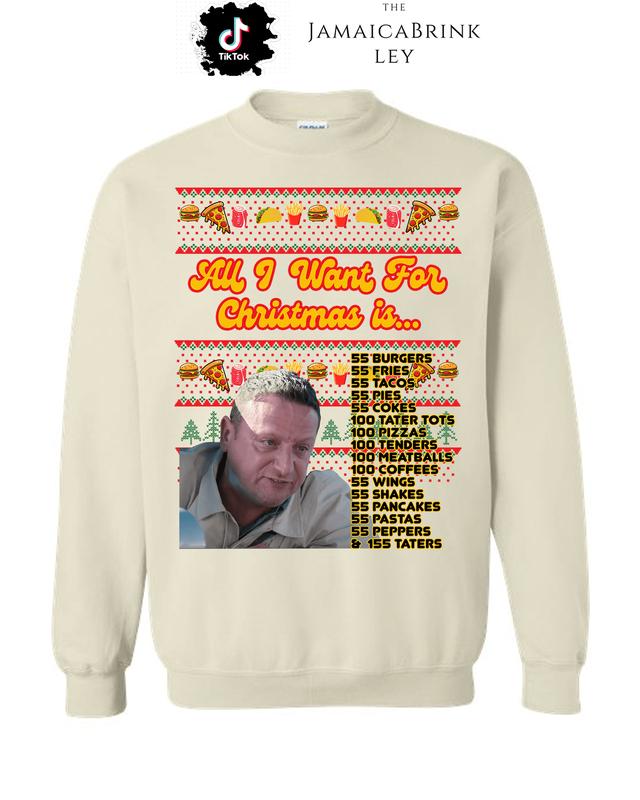 THE
JAMAICABRINK
LEY
TikTok
All I Want For
Christmas is...
55 BURGERS
55 FRIES
55 TACOS
55 PIES
55 COKES
100 TATER TOTS
100 PIZZAS
100 TENDERS
100 MEATBALLS
100 COFFEES
55 WINGS
55 SHAKES
55 PANCAKES
55 PASTAS
55 PEPPERS
& 155 TATERS